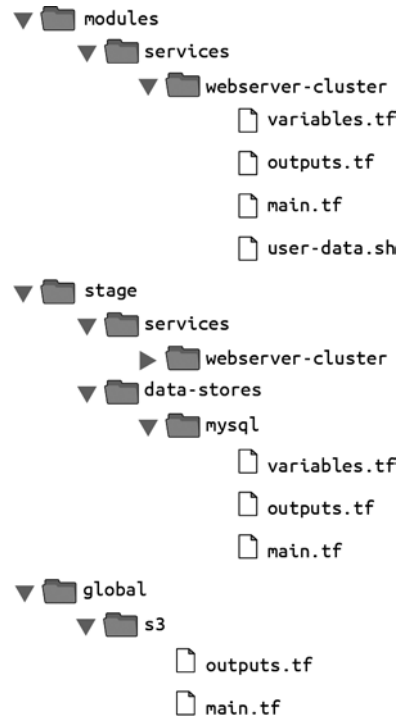 modules
services
webserver-cluster
variables.tf
outputs.tf
main.tf
user-data.sh
stage
services
webserver-cluster
data-stores
mysql
variables.tf
outputs.tf
main.tf
global
s3
outputs.tf
main.tf